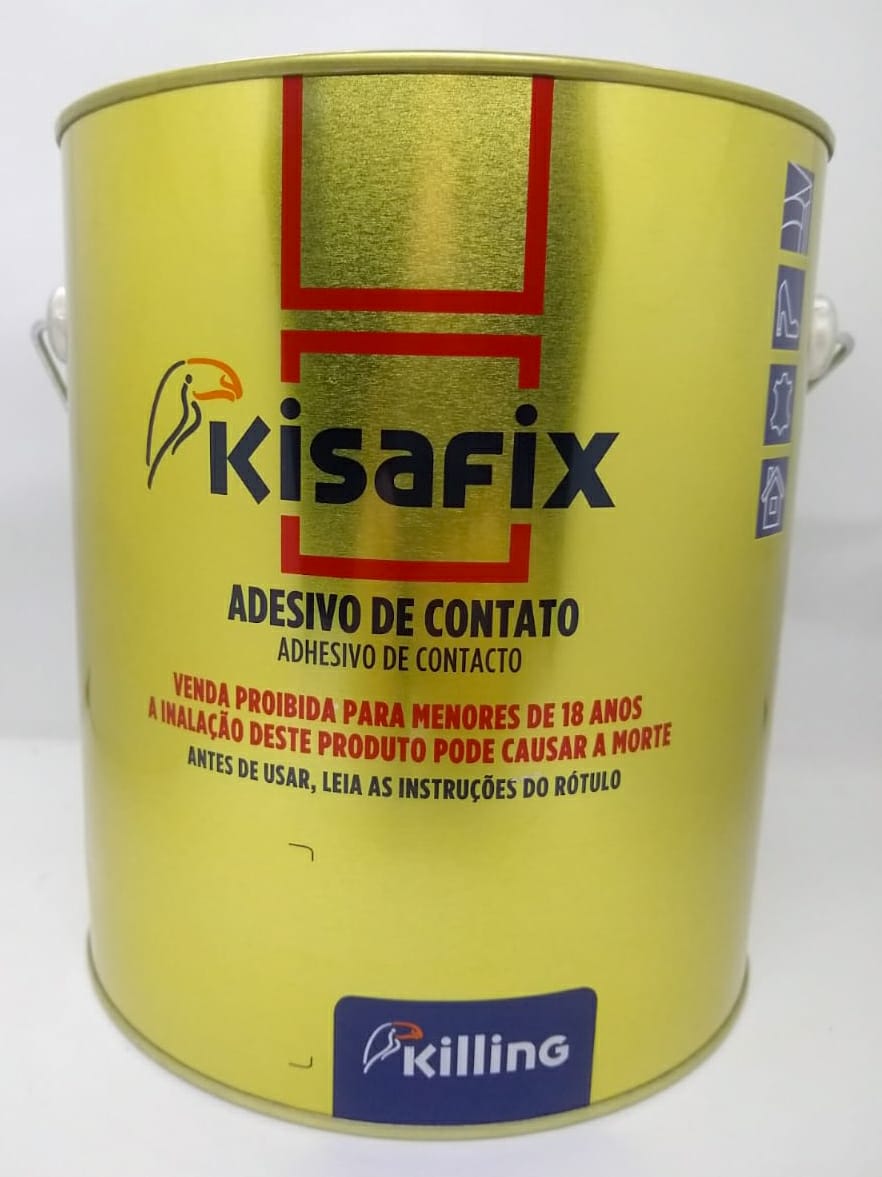 Kisafix
ADESIVO DE CONTATO
ADHESIVO DE CONTACTO
VENDA PROIBIDA PARA MENORES DE 18 ANOS
A INALAÇÃO DESTE PRODUTO PODE CAUSAR A MORTE
ANTES DE USAR, LEIA AS INSTRUÇÕES DO RÓTULO
Killing